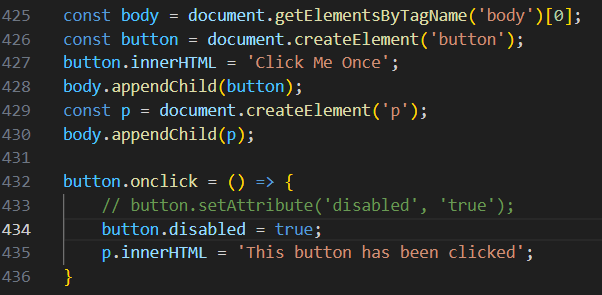 425 const body = document.getElementsByTagName('body')[0];
426 const button = document.createElement('button');
427 button.innerHTML = 'Click Me Once';
428 body.appendChild(button);
429 const p = document.createElement('p');
430 body.appendChild(p);
431
432 button.onclick = () => {
433     // button.setAttribute('disabled', 'true');
434     button.disabled = true;
435     p.innerHTML = 'This button has been clicked';
436 }